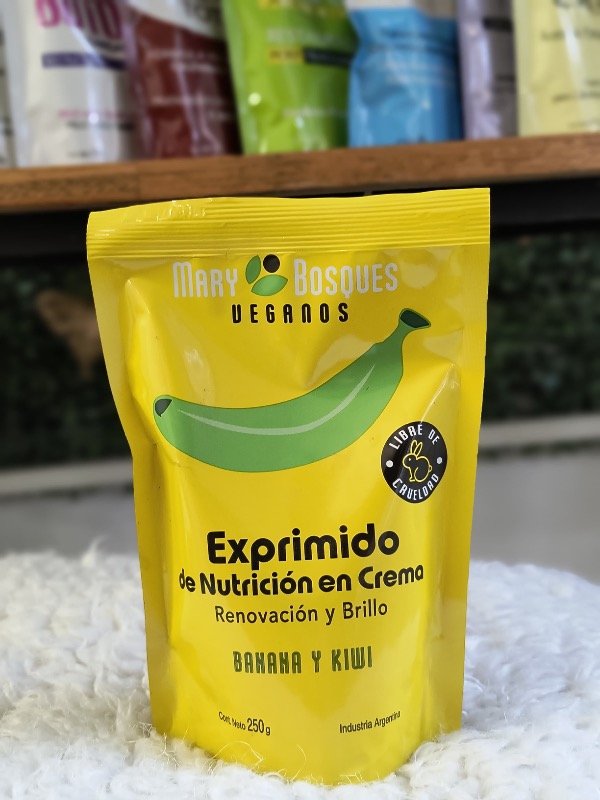 MARY BOSQUES
VEGANOS
LIBRE DE
CRUELDAD
Exprimido
de Nutrición en Crema
Renovación y Brillo
BANANA Y KIWI
Cont. Neto 250g
Industria Argentina